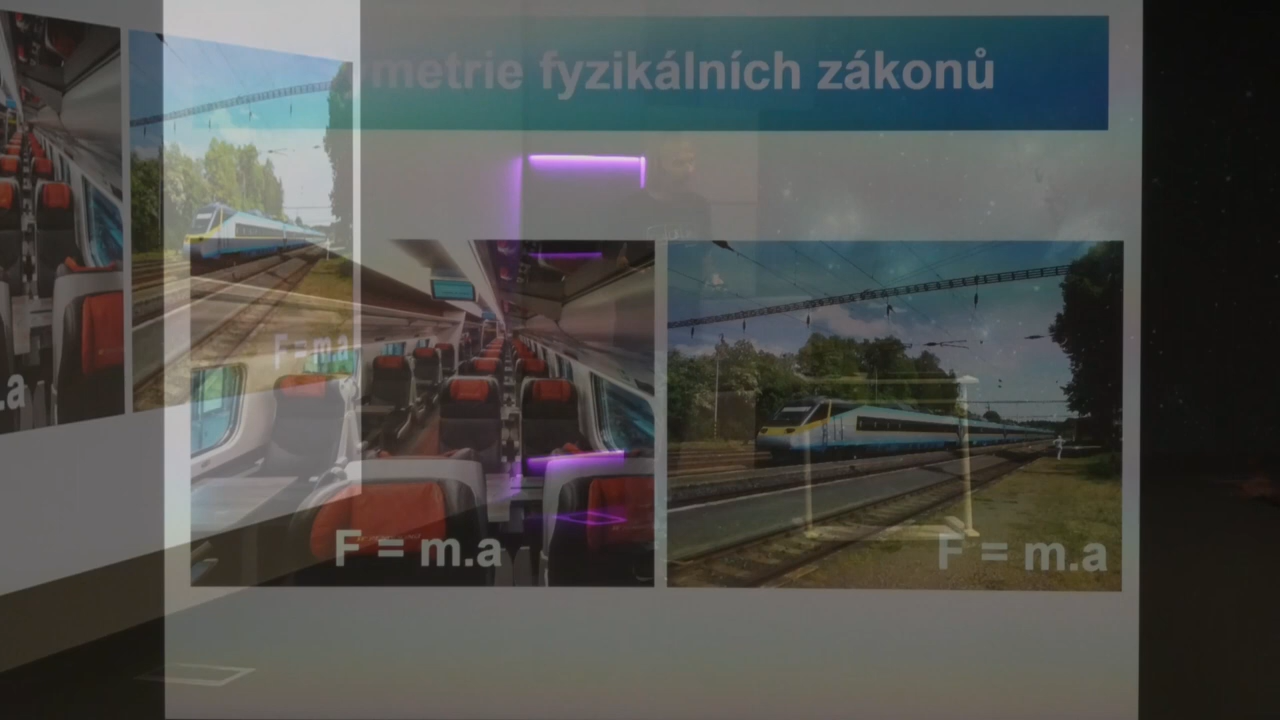 metrie fyzikálních zákonů
F = m.a
.a
F = m.a
F = m.a